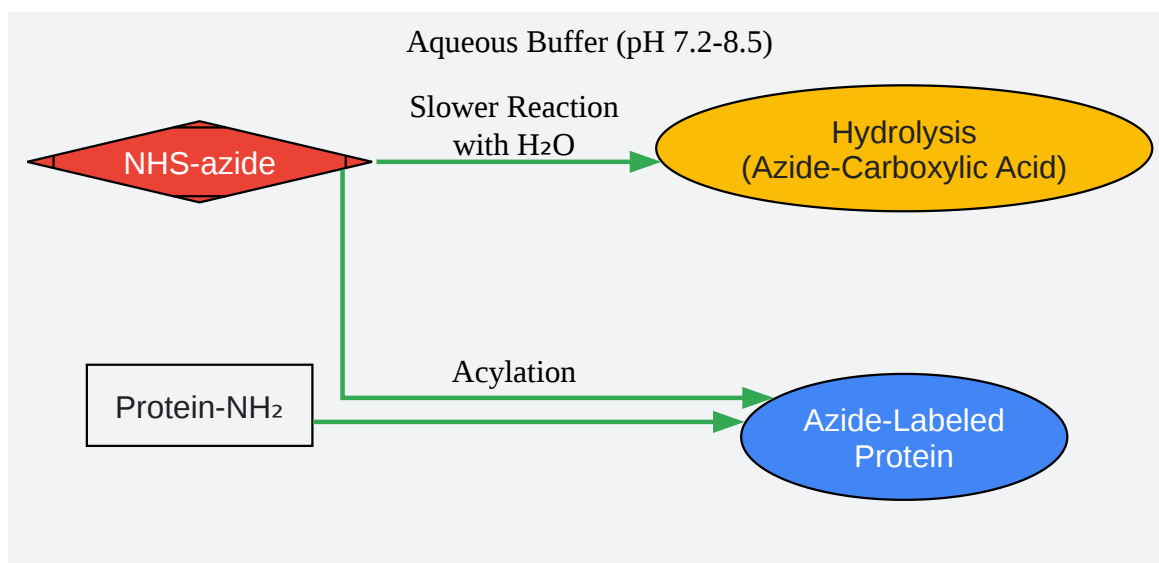 Aqueous Buffer (pH 7.2-8.5)
Slower Reaction
with H₂O
NHS-azide
Hydrolysis
(Azide-Carboxylic Acid)
Acylation
Protein-NH₂
Azide-Labeled
Protein